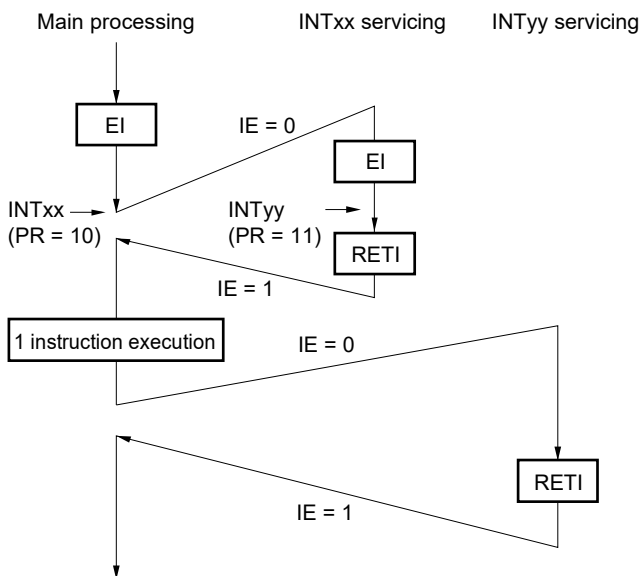 Main processing
INTxx servicing
INTyy servicing
EI
IE = 0
EI
INTxx
(PR = 10)
INTyy
(PR = 11)
RETI
IE = 1
1 instruction execution
IE = 0
RETI
IE = 1